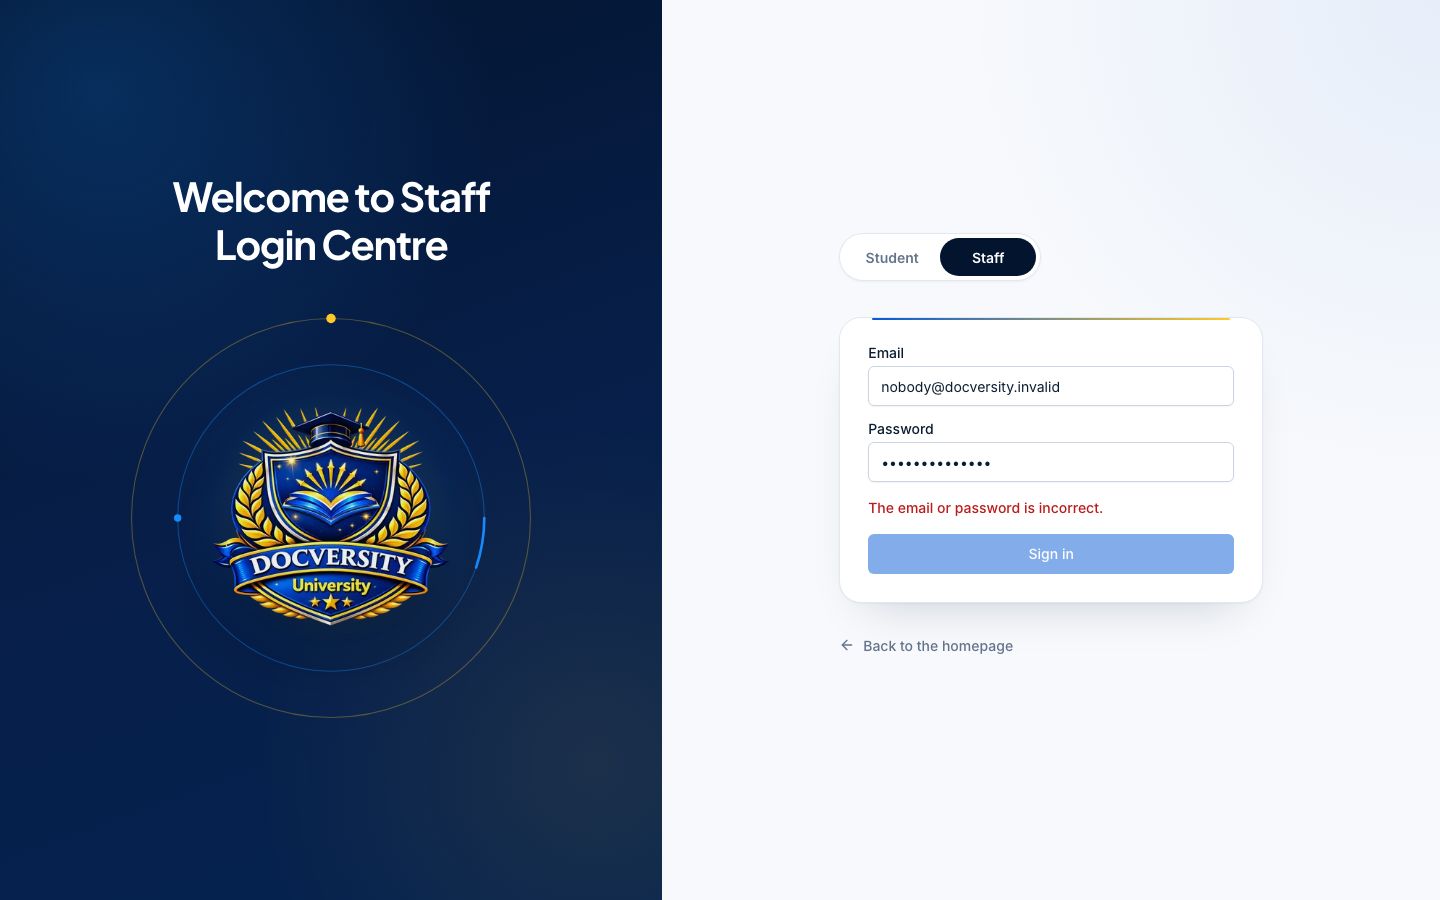 Welcome to Staff
Login Centre
DOCVERSITY
University
Student
Staff
Email
nobody@docversity.invalid
Password
••••••••••••••
The email or password is incorrect.
Sign in
Back to the homepage